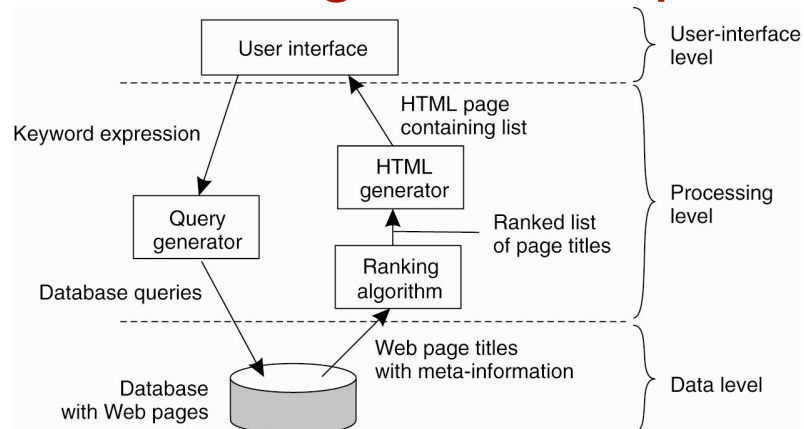 User interface
User-interface
level
Keyword expression
HTML page
containing list
HTML
generator
Processing
level
Query
generator
Ranked list
of page titles
Ranking
algorithm
Database queries
Web page titles
with meta-information
Database
with Web pages
Data level